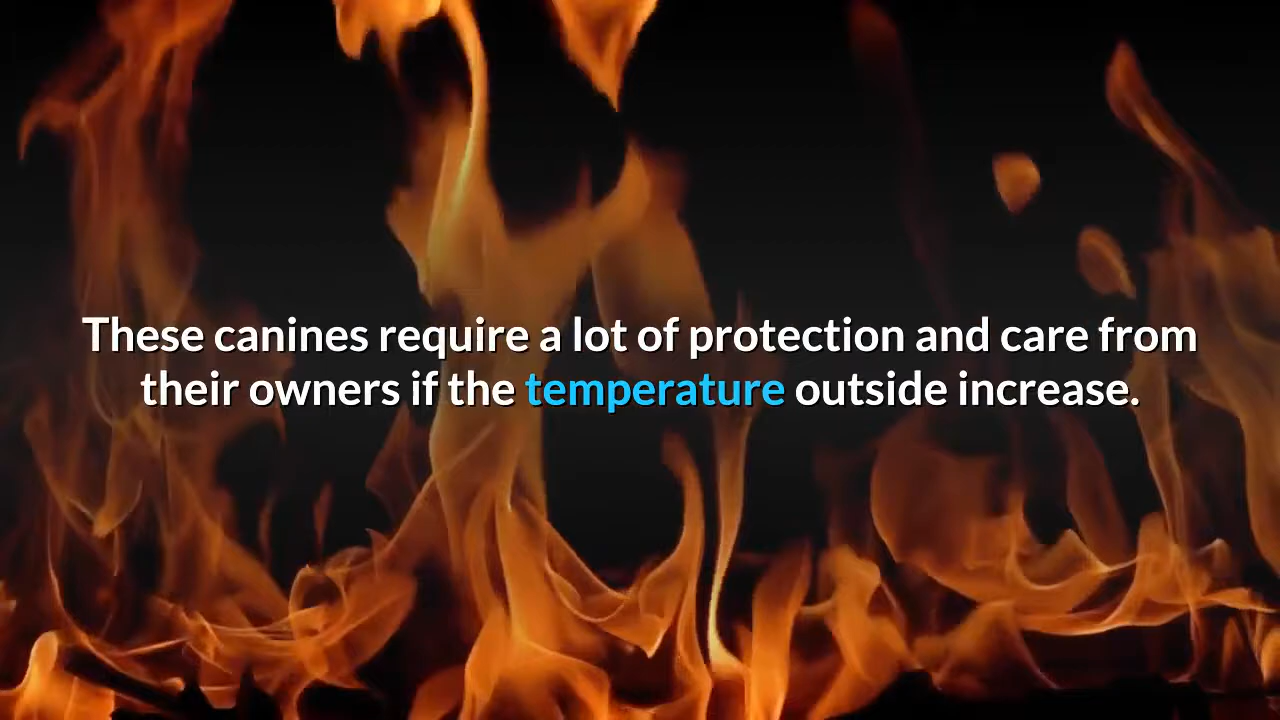 These canines require a lot of protection and care from
their owners if the temperature outside increase.